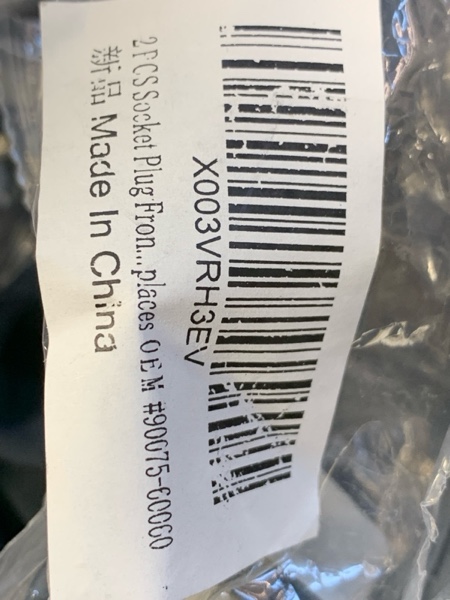 X003VRH3EV
2PCS Socket Plug Fron...places OEM #90075-60060
新品 Made In China